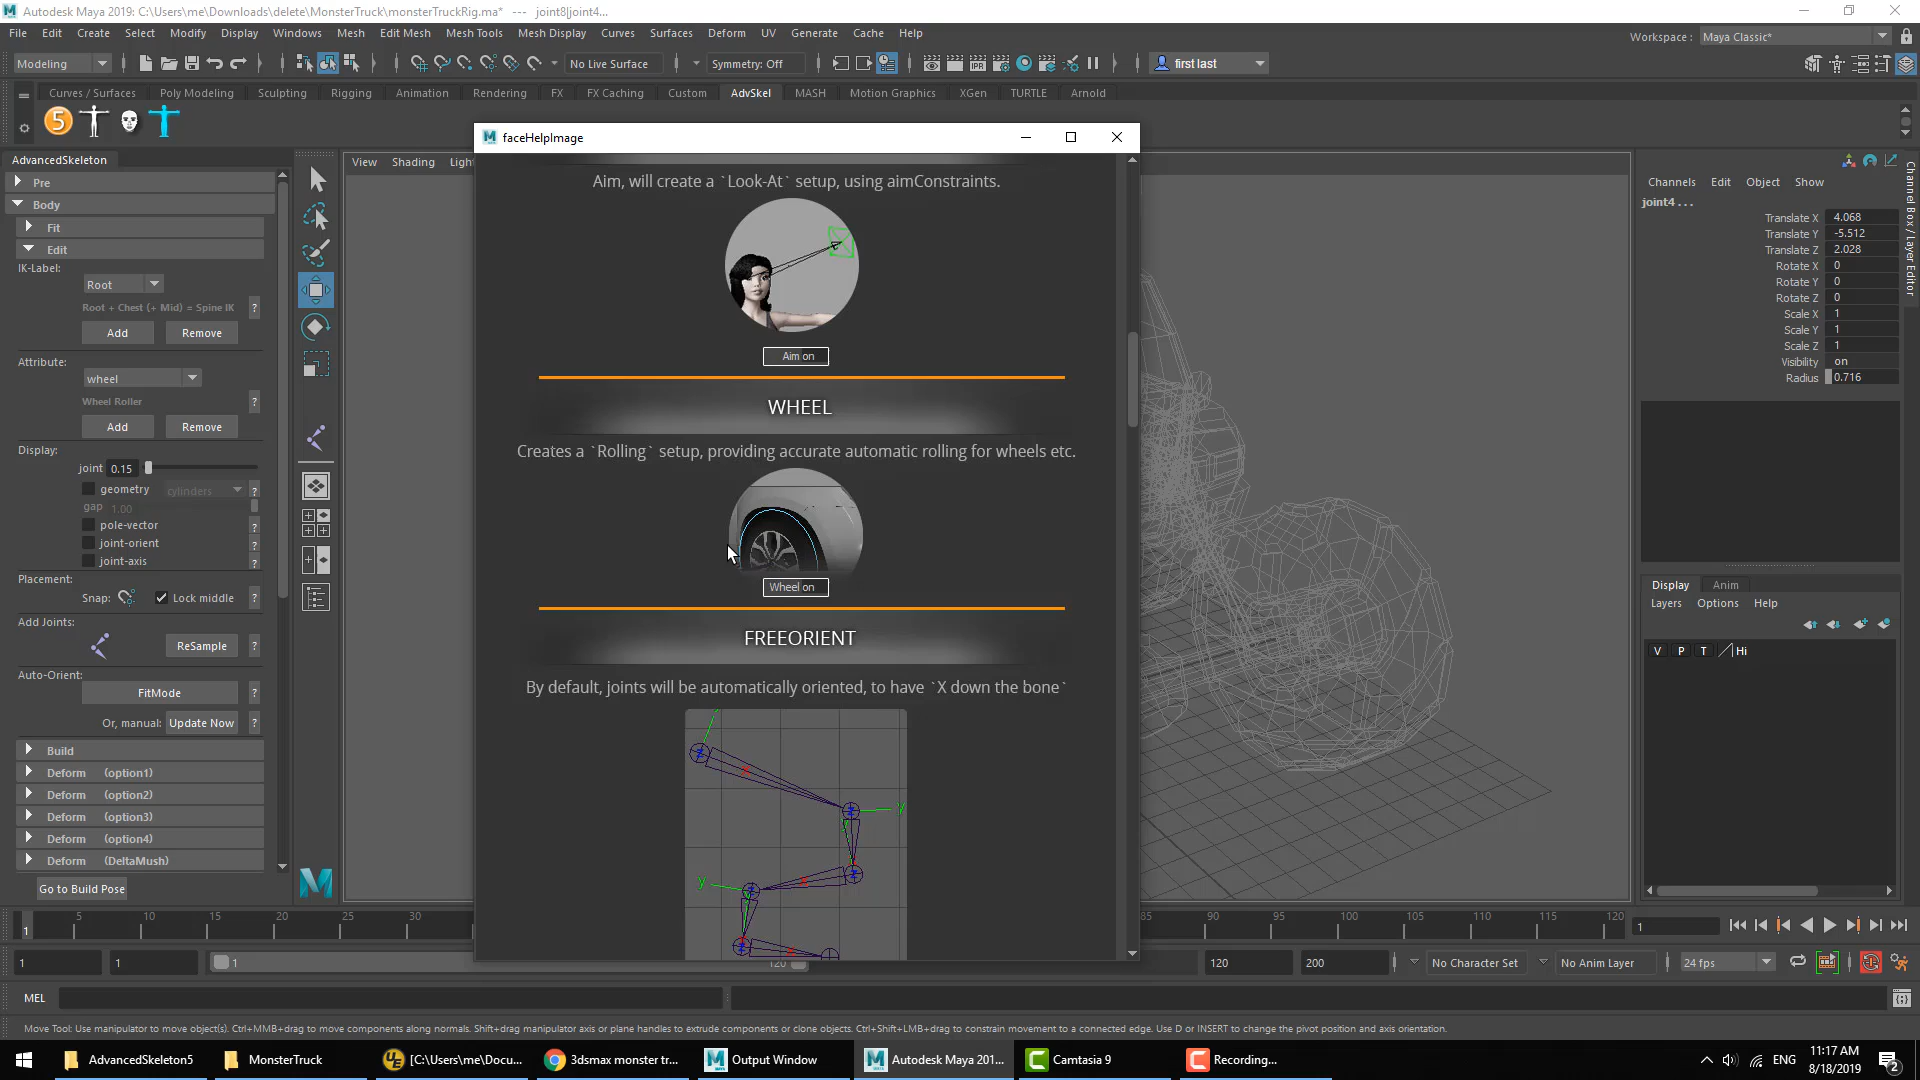 Autodesk Maya 2019: C:\Users\me\Downloads\delete\MonsterTruck\monsterTruckRig.ma*   ---   joint8|joint4...
File Edit Create Select Modify Display Windows Mesh Edit Mesh Mesh Tools Mesh Display Curves Surfaces Deform UV Generate Cache Help
Workspace : Maya Classic*
Modeling
No Live Surface
Symmetry: Off
first last
Curves / Surfaces Poly Modeling Sculpting Rigging Animation Rendering FX FX Caching Custom AdvSkel MASH Motion Graphics XGen TURTLE Arnold
5
AdvancedSkeleton
Pre
Body
Fit
Edit
IK-Label:
Root
Root + Chest (+ Mid) = Spine IK ?
Add Remove
Attribute:
wheel
Wheel Roller ?
Add Remove
Display:
joint 0.15
geometry cylinders ?
gap 1.00
pole-vector ?
joint-orient ?
joint-axis ?
Placement:
Snap: Lock middle ?
Add Joints:
ReSample ?
Auto-Orient:
FitMode ?
Or, manual: Update Now ?
Build
Deform (option1)
Deform (option2)
Deform (option3)
Deform (option4)
Deform (DeltaMush)
Go to Build Pose
View Shading Light
faceHelpImage
Aim, will create a `Look-At` setup, using aimConstraints.
Aim on
WHEEL
Creates a `Rolling` setup, providing accurate automatic rolling for wheels etc.
Wheel on
FREEORIENT
By default, joints will be automatically oriented, to have `X down the bone`
Channels Edit Object Show
joint4 . . .
Translate X 4.068
Translate Y -5.512
Translate Z 2.028
Rotate X 0
Rotate Y 0
Rotate Z 0
Scale X 1
Scale Y 1
Scale Z 1
Visibility on
Radius 0.716
Channel Box / Layer Editor
Display Anim
Layers Options Help
V P T Hi
1 5 10 15 20 25 30 85 90 95 100 105 110 115 120
1
1 1 1 120 120 200 No Character Set No Anim Layer 24 fps
MEL
Move Tool: Use manipulator to move object(s). Ctrl+MMB+drag to move components along normals. Shift+drag manipulator axis or plane handles to extrude components or clone objects. Ctrl+Shift+LMB+drag to constrain movement to a connected edge. Use D or INSERT to change the pivot position and axis orientation.
AdvancedSkeleton5 MonsterTruck [C:\Users\me\Docu... 3dsmax monster tr... Output Window Autodesk Maya 201... Camtasia 9 Recording...
ENG
11:17 AM
8/18/2019
2